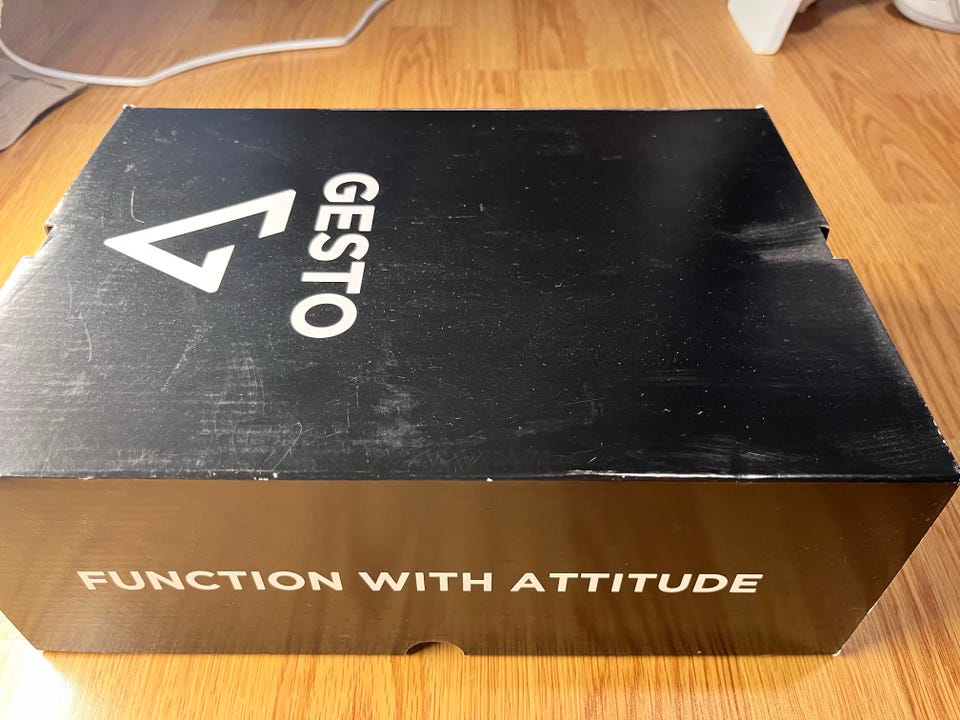 GESTO
FUNCTION WITH ATTITUDE